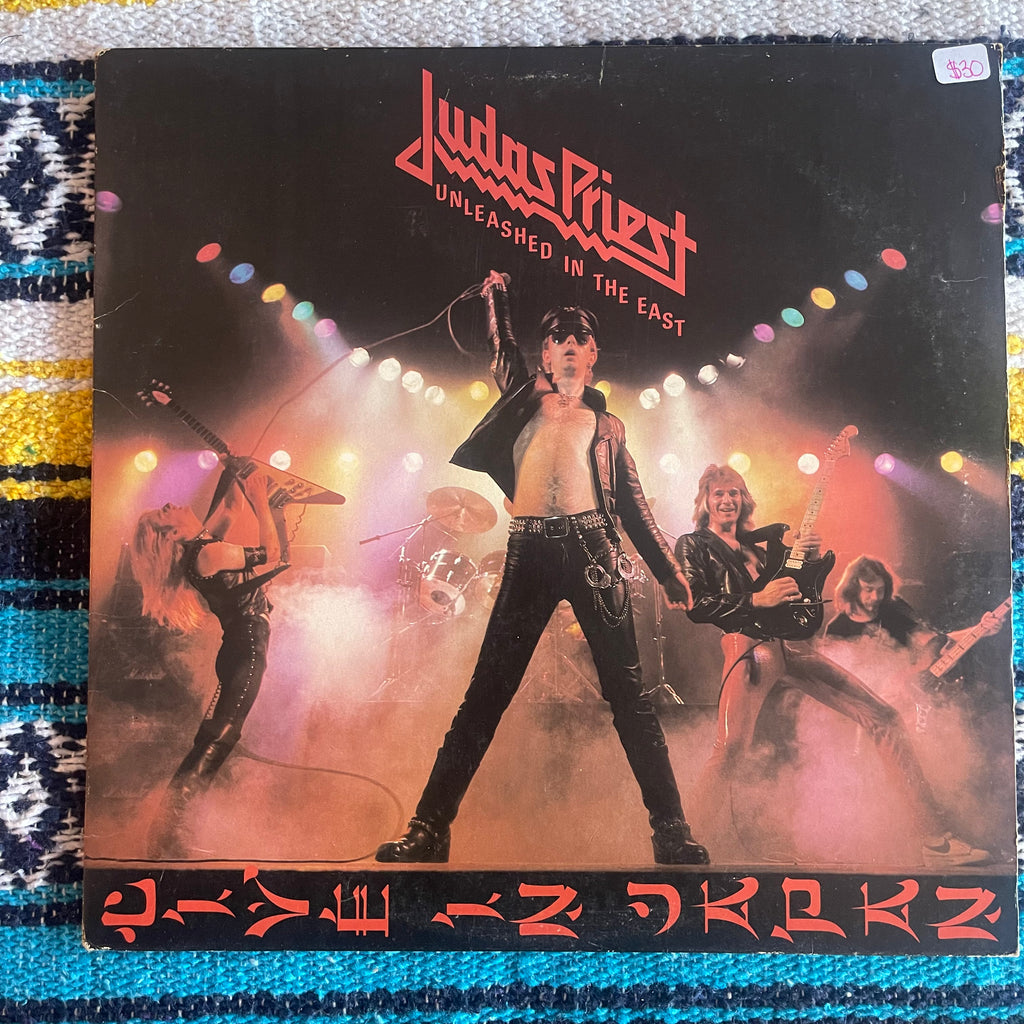 $30
Judas Priest
UNLEASHED IN THE EAST
LIVE IN JAPAN